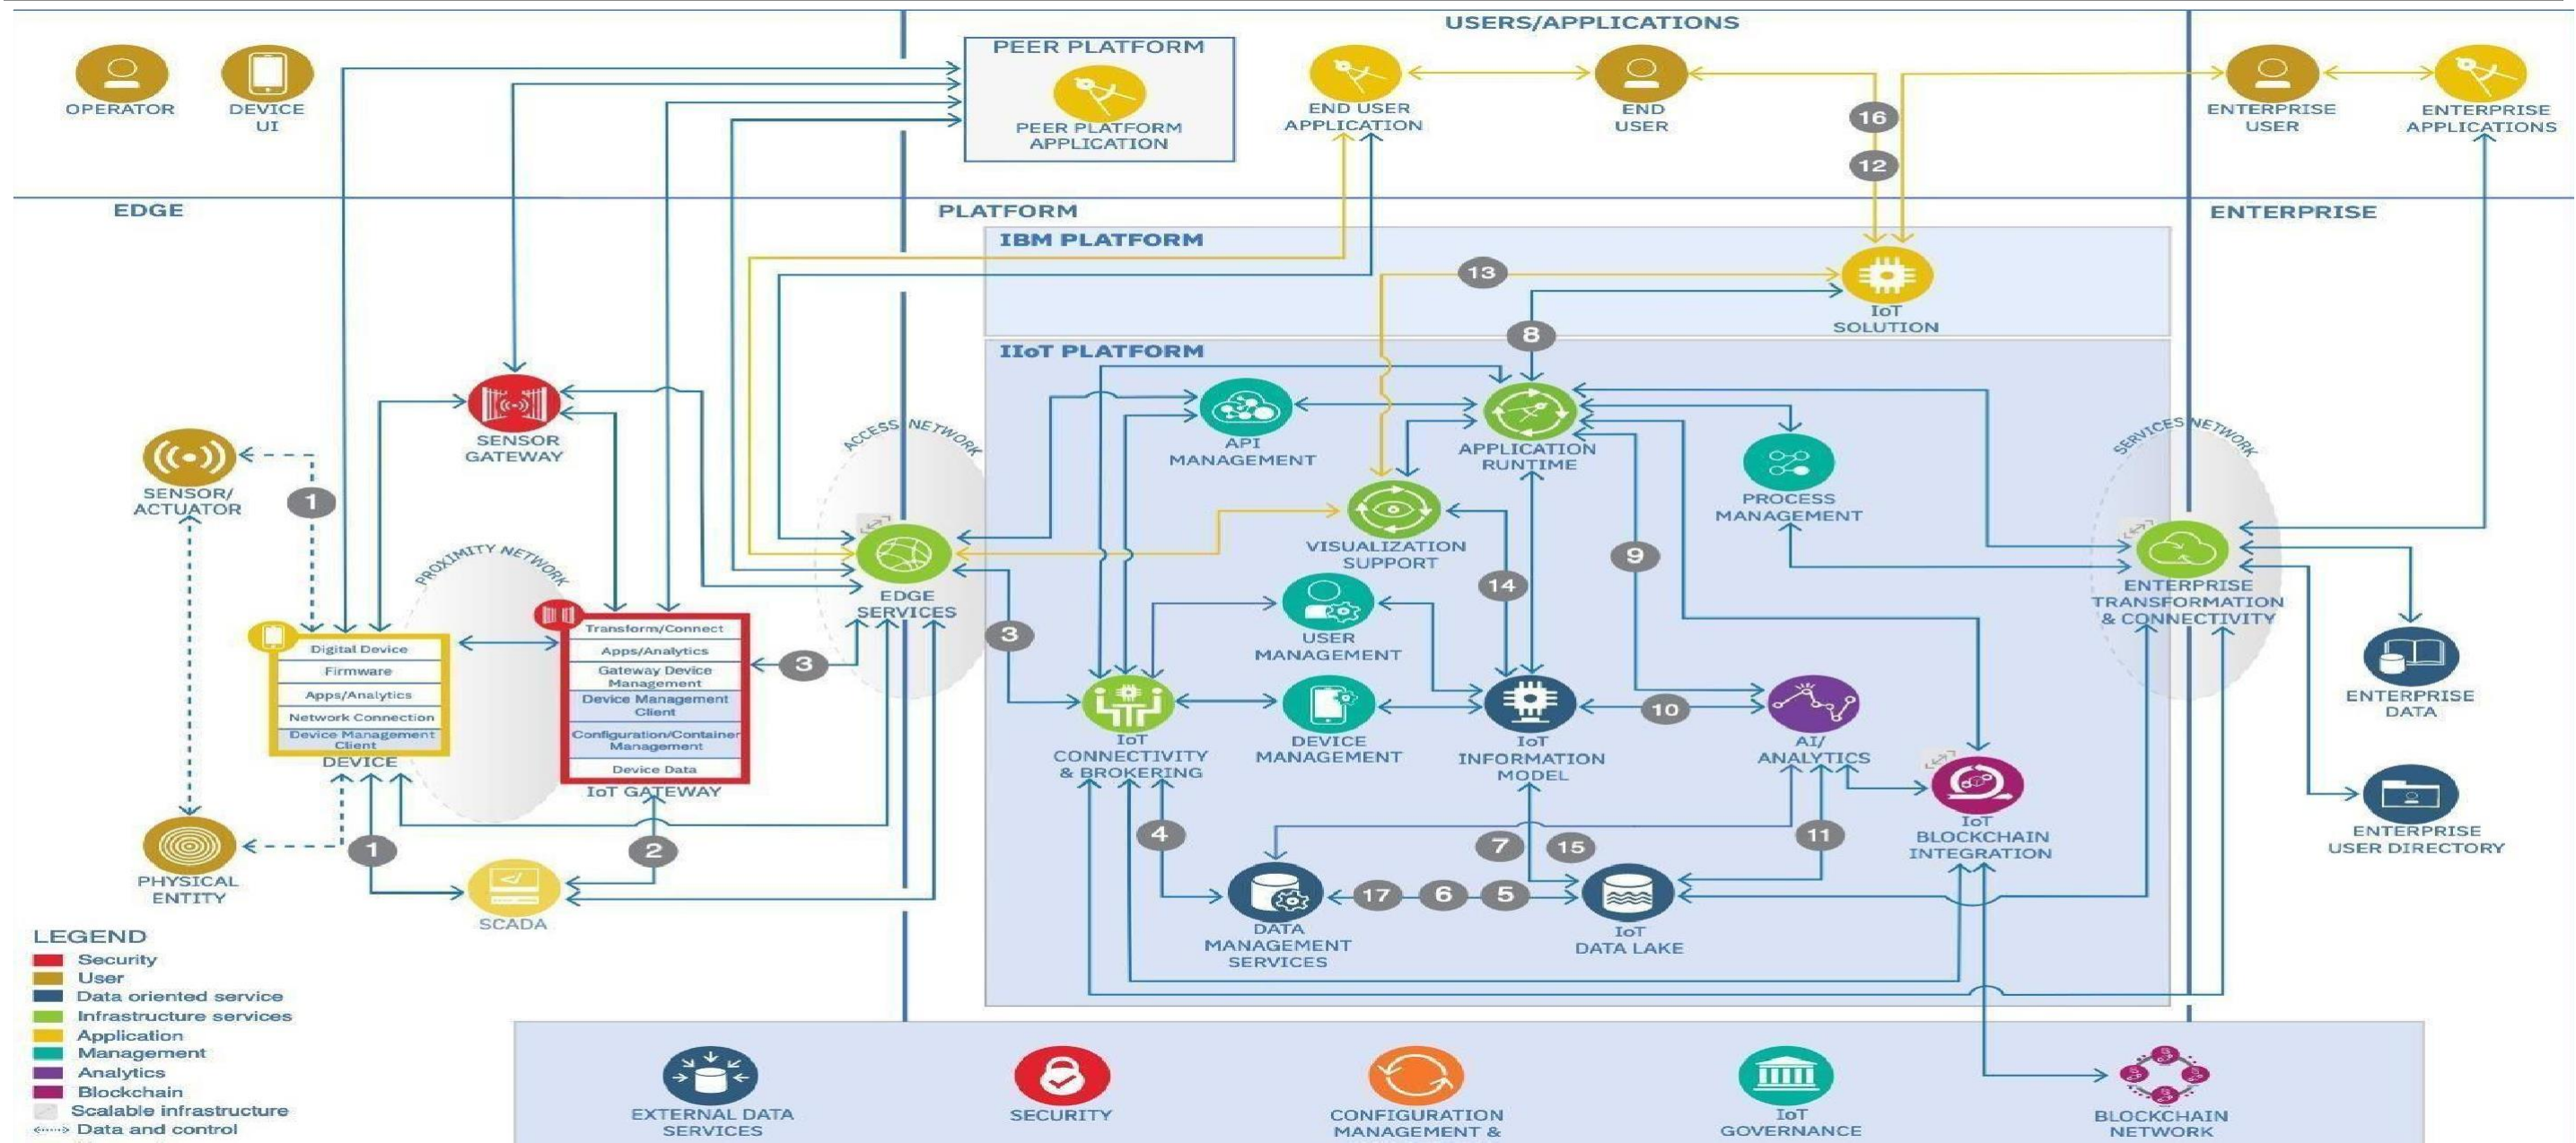 USERS/APPLICATIONS
OPERATOR
DEVICE
UI
PEER PLATFORM
PEER PLATFORM
APPLICATION
END USER
APPLICATION
END
USER
16
12
ENTERPRISE
USER
ENTERPRISE
APPLICATIONS
EDGE
PLATFORM
ENTERPRISE
IBM PLATFORM
13
IoT
SOLUTION
8
IIoT PLATFORM
SENSOR
GATEWAY
ACCESS NETWORK
API
MANAGEMENT
APPLICATION
RUNTIME
PROCESS
MANAGEMENT
SERVICES NETWORK
SENSOR/
ACTUATOR
1
PROXIMITY NETWORK
VISUALIZATION
SUPPORT
9
14
EDGE
SERVICES
ENTERPRISE
TRANSFORMATION
& CONNECTIVITY
Digital Device
Firmware
Apps/Analytics
Network Connection
Device Management
Client
DEVICE
Transform/Connect
Apps/Analytics
Gateway Device
Management
Device Management
Client
Configuration/Container
Management
Device Data
IoT GATEWAY
3
3
USER
MANAGEMENT
IoT
CONNECTIVITY
& BROKERING
DEVICE
MANAGEMENT
IoT
INFORMATION
MODEL
10
AI/
ANALYTICS
ENTERPRISE
DATA
IoT
BLOCKCHAIN
INTEGRATION
ENTERPRISE
USER DIRECTORY
PHYSICAL
ENTITY
1
2
SCADA
4
7
15
11
17
6
5
DATA
MANAGEMENT
SERVICES
IoT
DATA LAKE
LEGEND
Security
User
Data oriented service
Infrastructure services
Application
Management
Analytics
Blockchain
Scalable infrastructure
Data and control
EXTERNAL DATA
SERVICES
SECURITY
CONFIGURATION
MANAGEMENT &
IoT
GOVERNANCE
BLOCKCHAIN
NETWORK